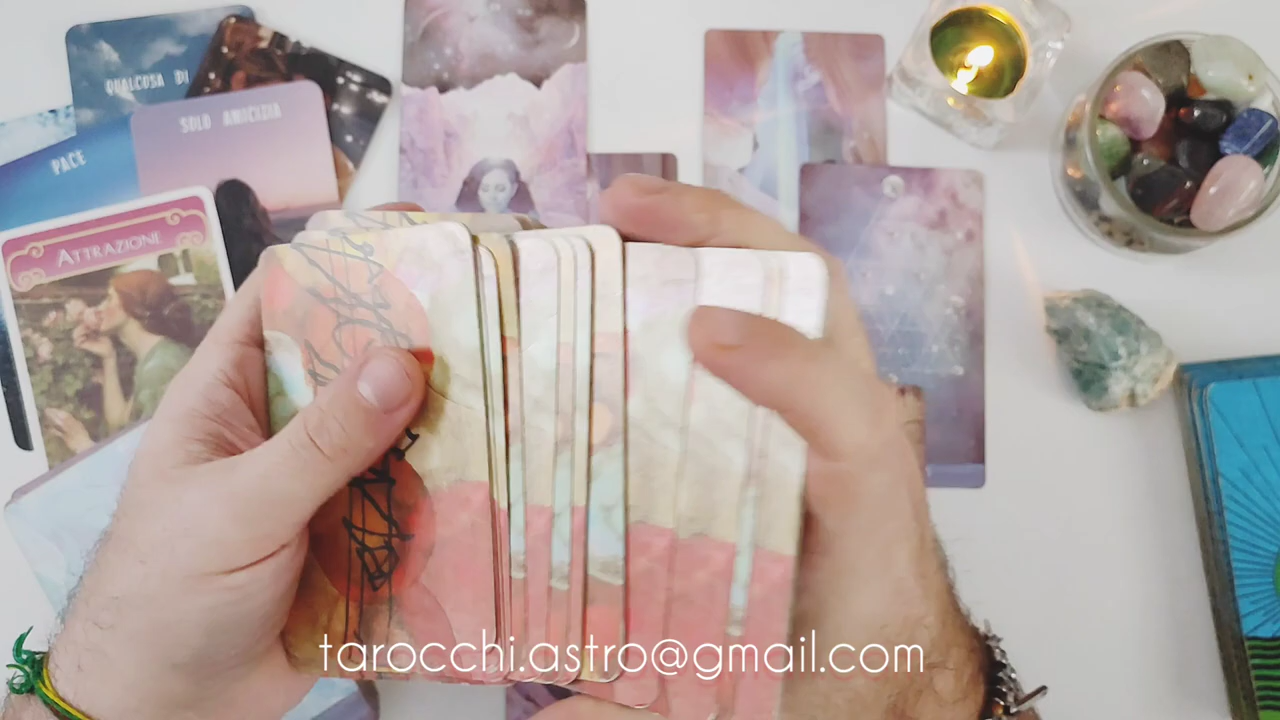 QUALCOSA DI
SOLO AMICIZIA
PACE
ATTRAZIONE
tarocchi.astro@gmail.com